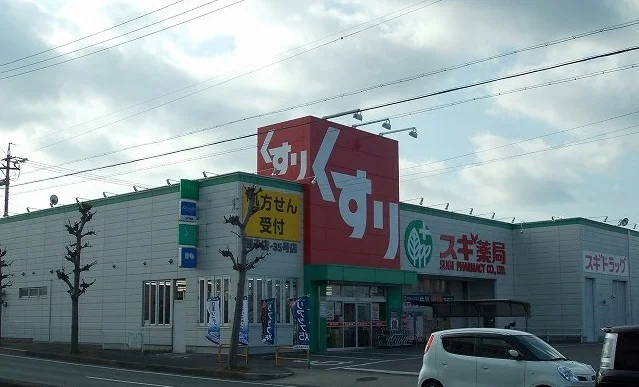 くすり
くすり
処方せん
受付
スギ薬局
SUGI PHARMACY CO., LTD.
スギドラッグ